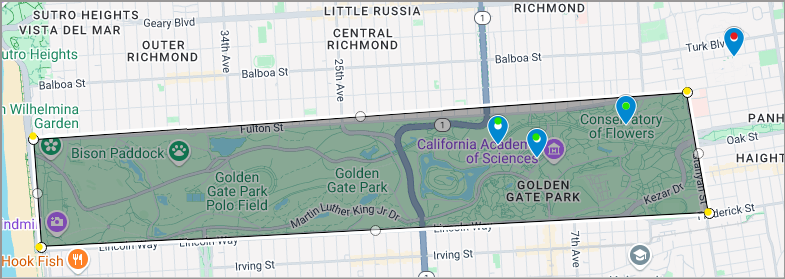 SUTRO HEIGHTS
VISTA DEL MAR
Geary Blvd
LITTLE RUSSIA
RICHMOND
1
Sutro Heights
OUTER
RICHMOND
34th Ave
CENTRAL
RICHMOND
25th Ave
Balboa St
Balboa St
Balboa St
Turk Blvd
Wilhelmina
Garden
Fulton St
1
Conservatory
of Flowers
Oak St
HAIGHT
Bison Paddock
California Academy
of Sciences
Golden
Gate Park
Polo Field
Golden
Gate Park
GOLDEN
GATE PARK
Kezar Dr
Stanyan St
Martin Luther King Jr Dr
Lincoln Way
Lincoln Way
Frederick St
Hook Fish
Irving St
Irving St
7th Ave
1